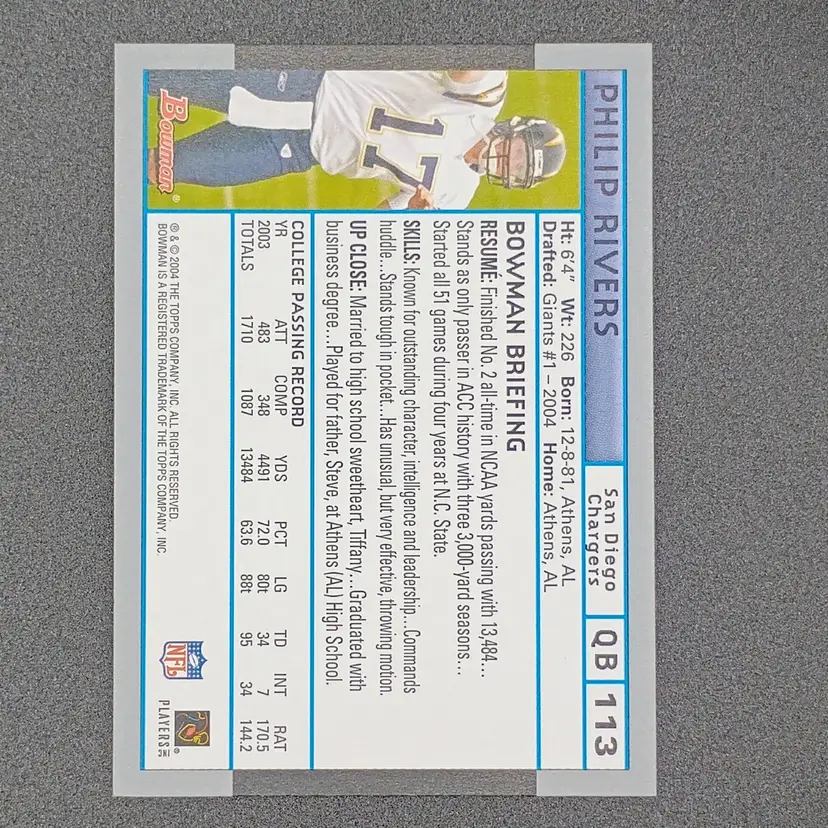 PHILIP RIVERS
San Diego
Chargers
QB
113
Ht: 6'4" Wt: 226 Born: 12-8-81, Athens, AL
Drafted: Giants #1 – 2004 Home: Athens, AL
BOWMAN BRIEFING
RESUME: Finished No. 2 all-time in NCAA yards passing with 13,484...
Stands as only passer in ACC history with three 3,000-yard seasons...
Started all 51 games during four years at N.C. State.
SKILLS: Known for outstanding character, intelligence and leadership...Commands
huddle...Stands tough in pocket...Has unusual, but very effective, throwing motion.
UP CLOSE: Married to high school sweetheart, Tiffany...Graduated with
business degree...Played for father, Steve, at Athens (AL) High School.
17
Bowman®
COLLEGE PASSING RECORD
YR ATT COMP YDS PCT LG TD INT RAT
2003 483 348 4491 72.0 80t 34 7 170.5
TOTALS 1710 1087 13484 63.6 88t 95 34 144.2
® & © 2004 THE TOPPS COMPANY, INC. ALL RIGHTS RESERVED.
BOWMAN IS A REGISTERED TRADEMARK OF THE TOPPS COMPANY, INC.
NFL
PLAYERS